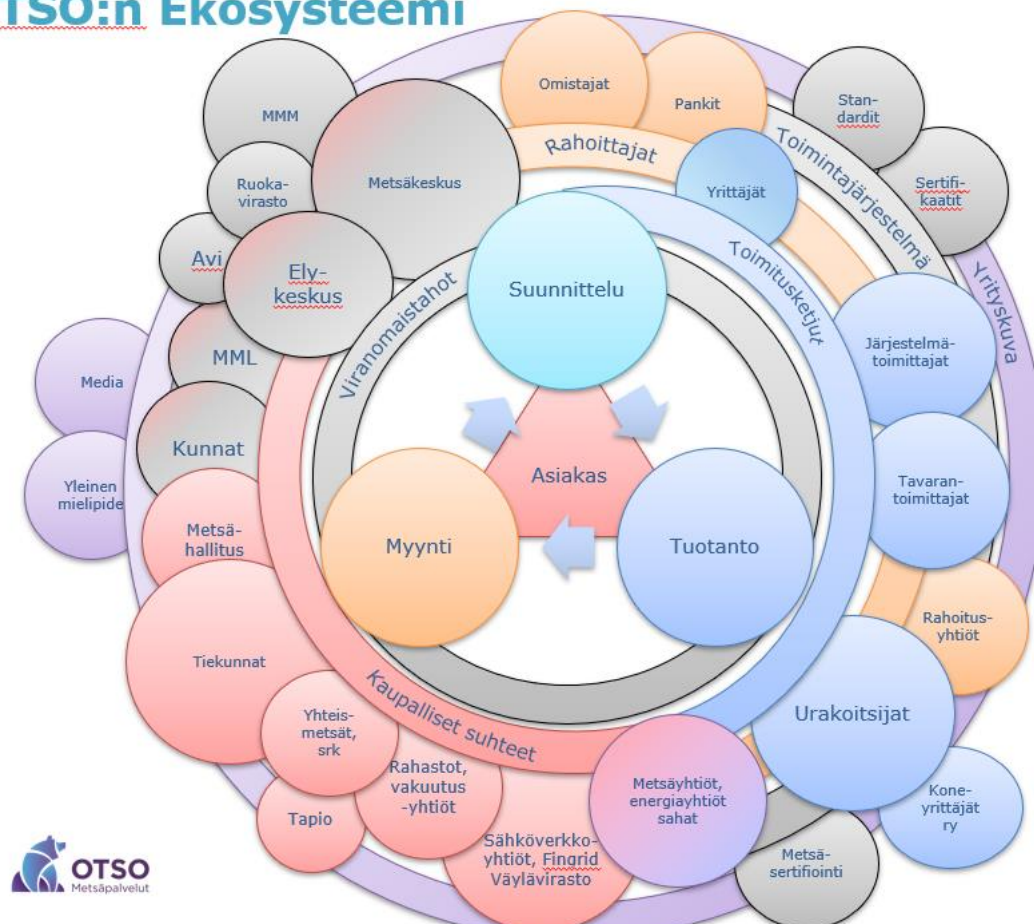 TSO:n Ekosysteemi
Omistajat
Pankit
MMM
Metsäkeskus
Ruoka-
virasto
Avi
Ely-
keskus
MML
Kunnat
Media
Yleinen
mielipide
Metsä-
hallitus
Tiekunnat
Yhteis-
metsät,
srk
Tapio
Rahastot,
vakuutus
-yhtiöt
Sähköverkko-
yhtiöt, Fingrid
Väylävirasto
Metsäyhtiöt,
energiayhtiöt
sahat
Metsä-
sertifiointi
Kone-
yrittäjät
ry
Urakoitsijat
Rahoitus-
yhtiöt
Tavaran-
toimittajat
Järjestelmä-
toimittajat
Yrittäjät
Stan-
dardit
Sertifi-
kaatit
Rahoittajat
Toimintajärjestelmä
Yrityskuva
Toimitusketjut
Viranomaistahot
Kaupalliset suhteet
Suunnittelu
Asiakas
Myynti
Tuotanto
OTSO
Metsäpalvelut